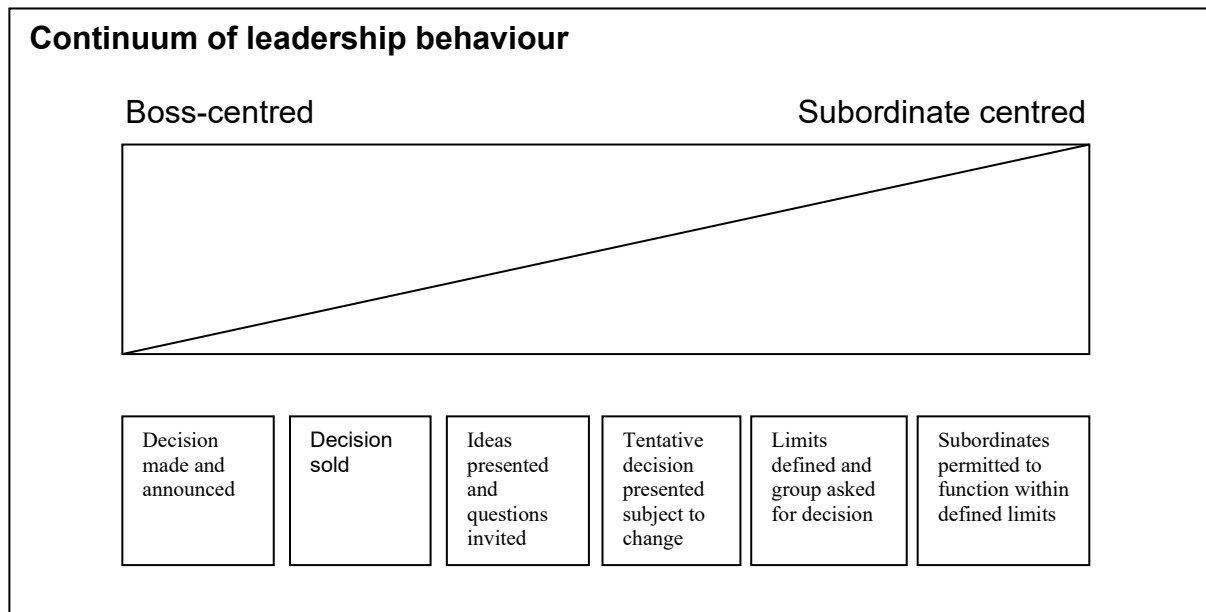 Continuum of leadership behaviour
Boss-centred
Subordinate centred
Decision
made and
announced
Decision
sold
Ideas
presented
and
questions
invited
Tentative
decision
presented
subject to
change
Limits
defined and
group asked
for decision
Subordinates
permitted to
function within
defined limits